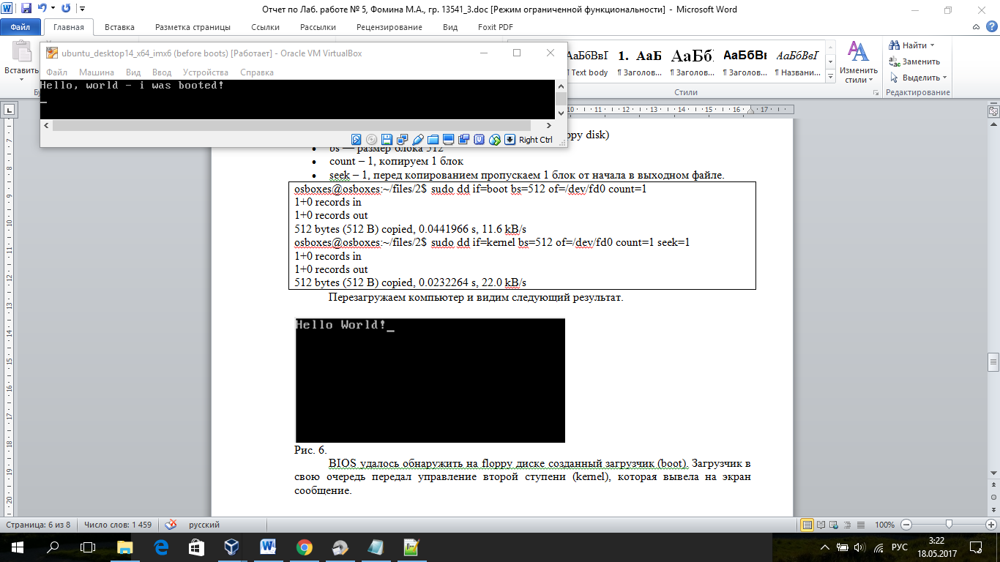 Отчет по Лаб. работе № 5, Фомина М.А., гр. 13541_3.doc [Режим ограниченной функциональности] - Microsoft Word
Файл Главная Вставка Разметка страницы Ссылки Рассылки Рецензирование Вид Foxit PDF
Вставить
ubuntu_desktop14_x64_imx6 (before boots) [Работает] - Oracle VM VirtualBox
Файл Машина Вид Ввод Устройства Справка
Hello, world - i was booted!
Right Ctrl
АаБбВвІ 1. АаБ АаБб АаБбВв АаБбВвІ
¶ Text body ¶ Заголов... ¶ Заголов... ¶ Заголов... ¶ Названи...
Изменить стили
Стили
Найти
Заменить
Выделить
Редактирование
10 11 12 13 14 15 16 17
ppy disk)
bs — размер блока 512
count – 1, копируем 1 блок
seek – 1, перед копированием пропускаем 1 блок от начала в выходном файле.
osboxes@osboxes:~/files/2$ sudo dd if=boot bs=512 of=/dev/fd0 count=1
1+0 records in
1+0 records out
512 bytes (512 B) copied, 0.0441966 s, 11.6 kB/s
osboxes@osboxes:~/files/2$ sudo dd if=kernel bs=512 of=/dev/fd0 count=1 seek=1
1+0 records in
1+0 records out
512 bytes (512 B) copied, 0.0232264 s, 22.0 kB/s
Перезагружаем компьютер и видим следующий результат.
Hello World!_
Рис. 6.
BIOS удалось обнаружить на floppy диске созданный загрузчик (boot). Загрузчик в
свою очередь передал управление второй ступени (kernel), которая вывела на экран
сообщение.
Страница: 6 из 8 Число слов: 1 459 русский 100%
РУС
3:22
18.05.2017